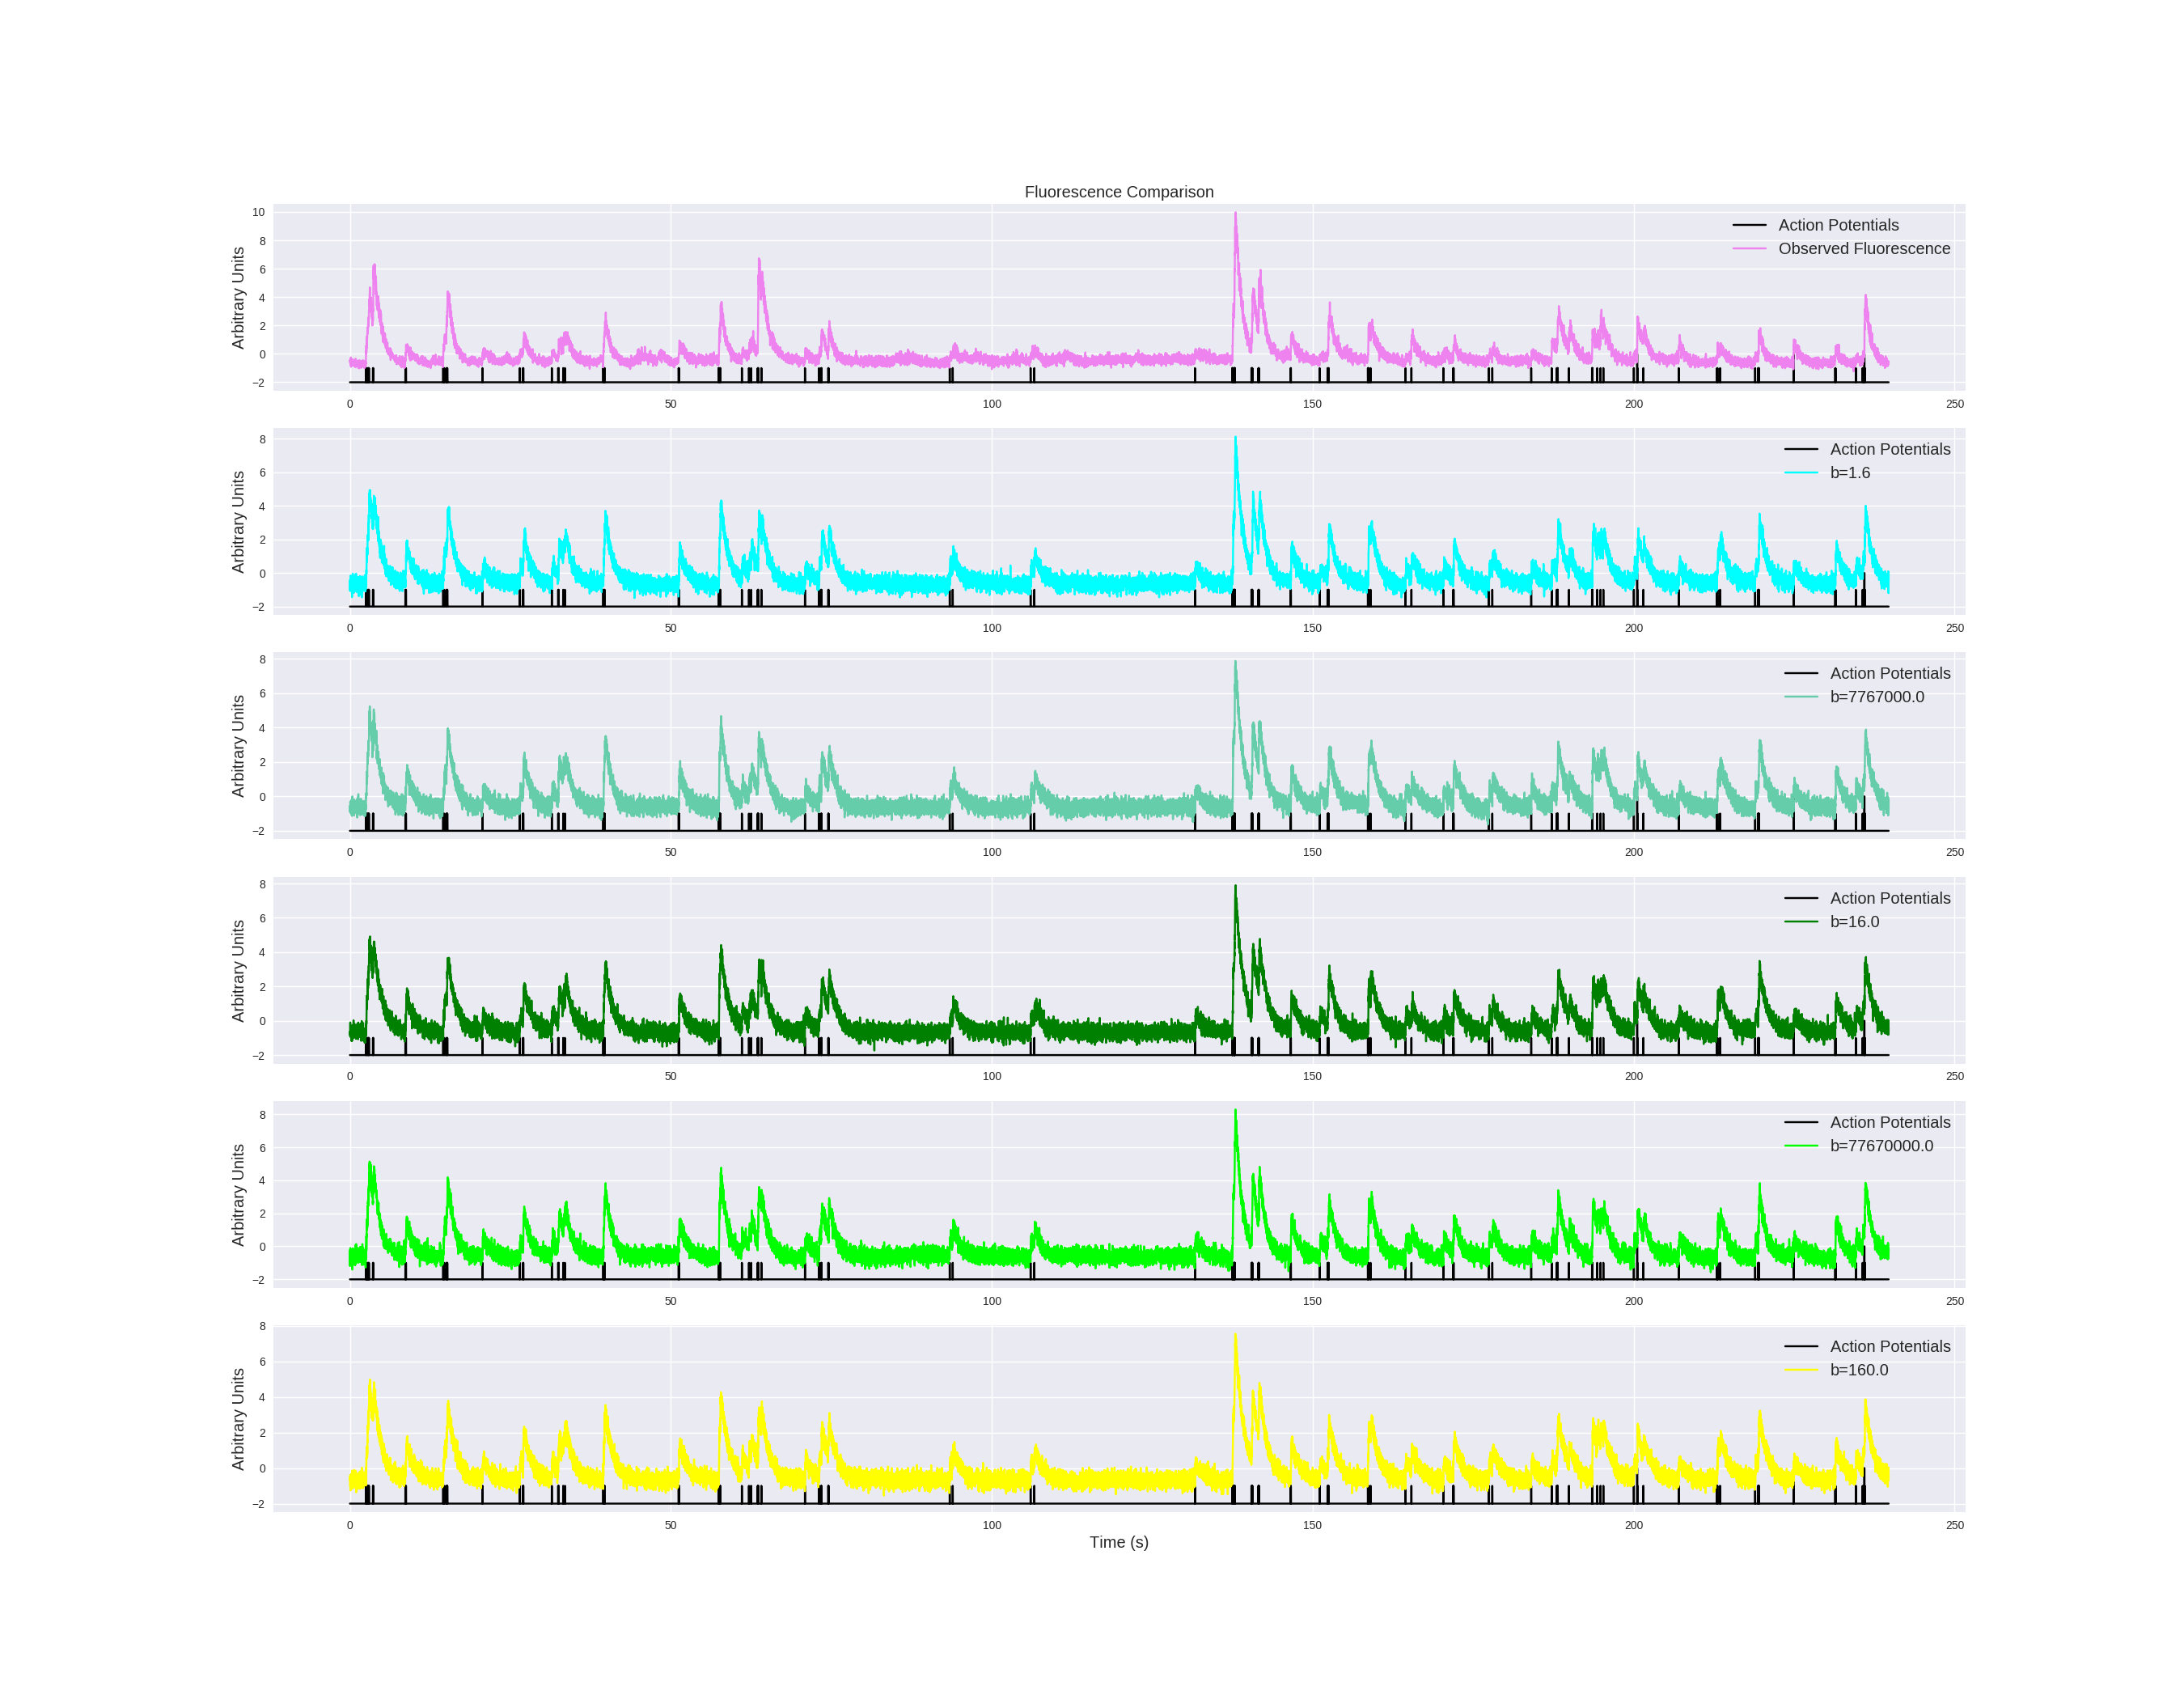 Fluorescence Comparison
Arbitrary Units
10
8
6
4
2
0
−2
Action Potentials
Observed Fluorescence
0 50 100 150 200 250
Arbitrary Units
8
6
4
2
0
−2
Action Potentials
b=1.6
0 50 100 150 200 250
Arbitrary Units
8
6
4
2
0
−2
Action Potentials
b=7767000.0
0 50 100 150 200 250
Arbitrary Units
8
6
4
2
0
−2
Action Potentials
b=16.0
0 50 100 150 200 250
Arbitrary Units
8
6
4
2
0
−2
Action Potentials
b=77670000.0
0 50 100 150 200 250
Arbitrary Units
8
6
4
2
0
−2
Action Potentials
b=160.0
0 50 100 150 200 250
Time (s)